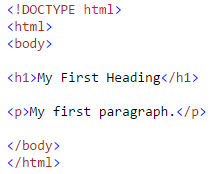 <!DOCTYPE html>
<html>
<body>
<h1>My First Heading</h1>
<p>My first paragraph.</p>
</body>
</html>